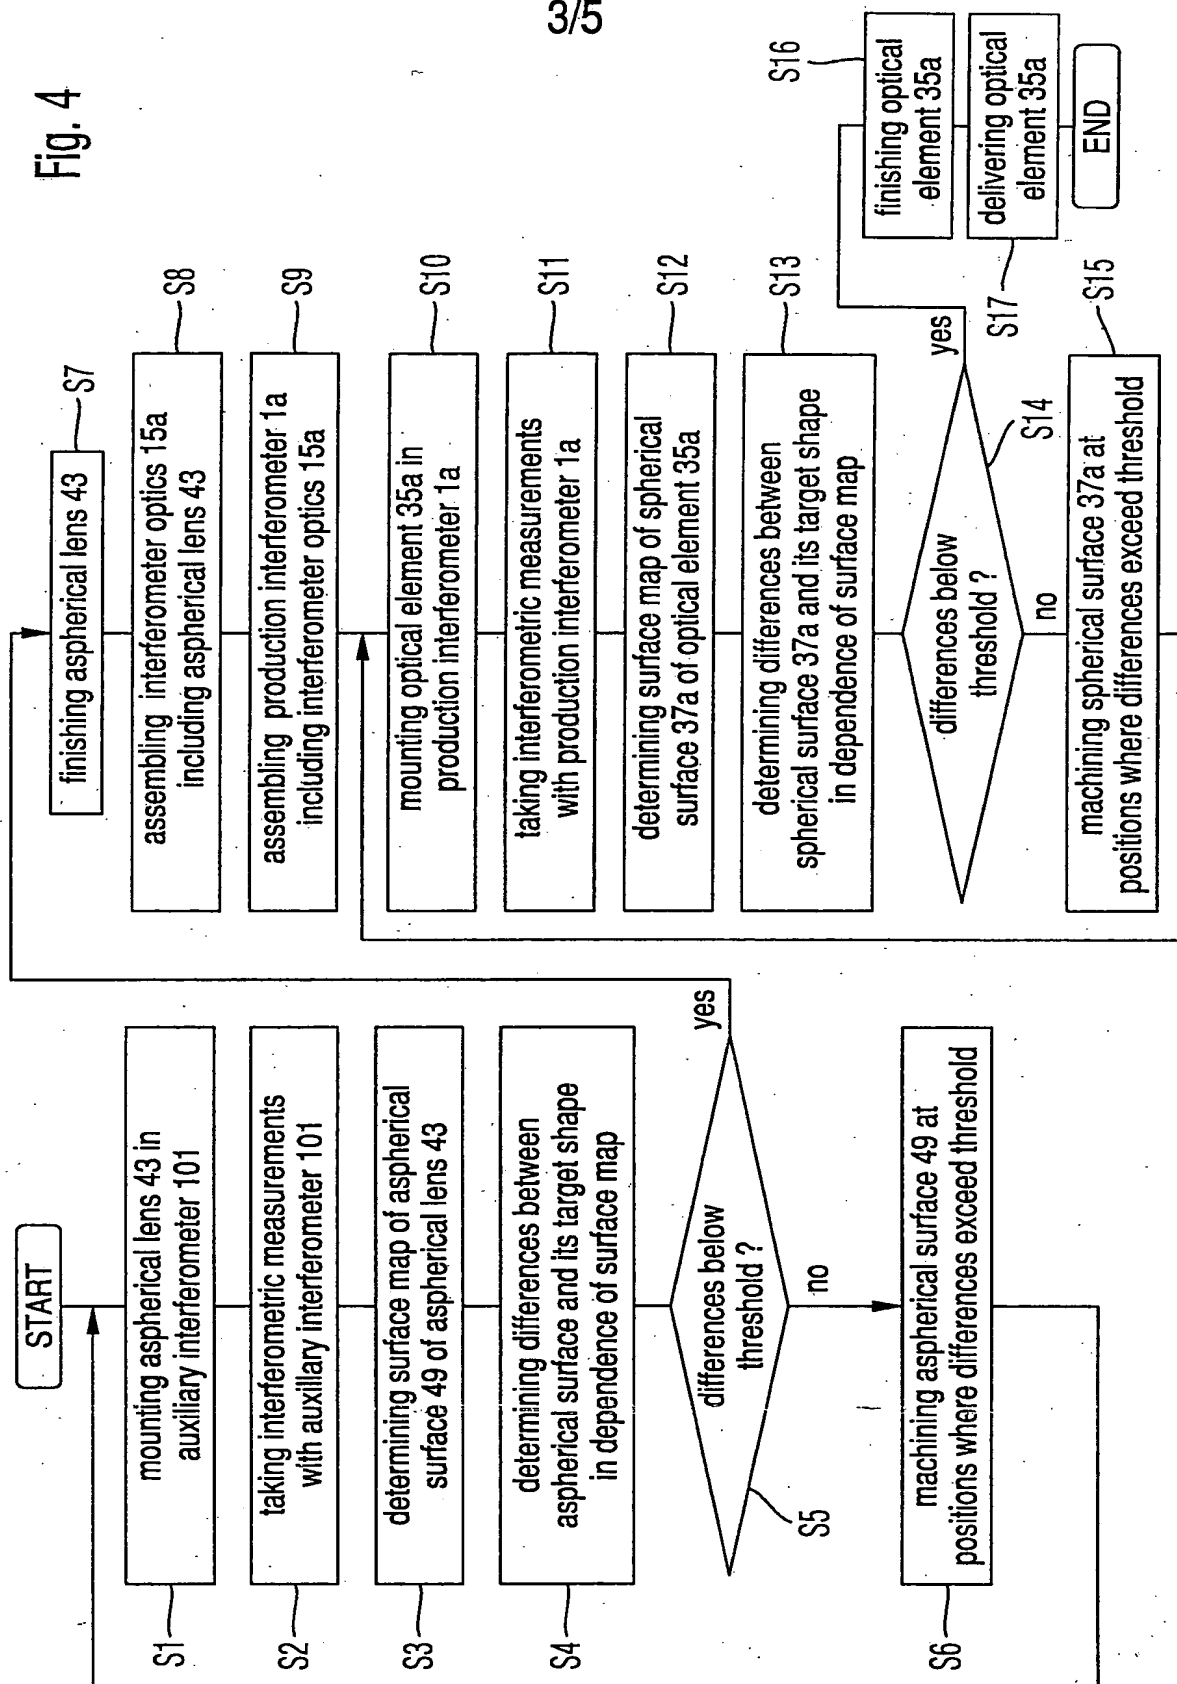 3/5
Fig. 4
START
mounting aspherical lens 43 in
auxiliary interferometer 101
S1
taking interferometric measurements
with auxillary interferometer 101
S2
determining surface map of aspherical
surface 49 of aspherical lens 43
S3
determining differences between
aspherical surface and its target shape
in dependence of surface map
S4
differences below
threshold ?
S5
yes
no
machining aspherical surface 49 at
positions where differences exceed threshold
S6
finishing aspherical lens 43
S7
assembling interferometer optics 15a
including aspherical lens 43
S8
assembling production interferometer 1a
including interferometer optics 15a
S9
mounting optical element 35a in
production interferometer 1a
S10
taking interferometric measurements
with production interferometer 1a
S11
determining surface map of spherical
surface 37a of optical element 35a
S12
determining differences between
spherical surface 37a and its target shape
in dependence of surface map
S13
differences below
threshold ?
S14
yes
no
machining spherical surface 37a at
positions where differences exceed threshold
S15
finishing optical
element 35a
S16
delivering optical
element 35a
S17
END